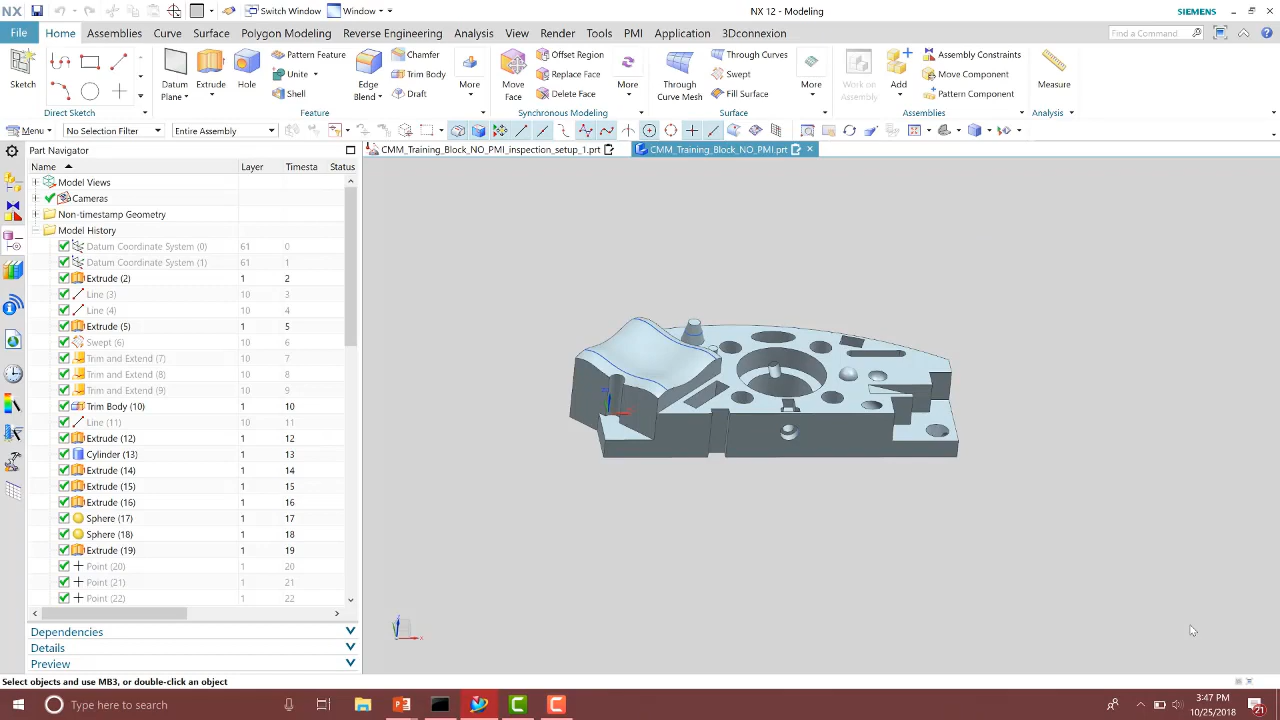 NX Switch Window Window NX 12 - Modeling SIEMENS
File Home Assemblies Curve Surface Polygon Modeling Reverse Engineering Analysis View Render Tools PMI Application 3Dconnexion Find a Command
Sketch
Direct Sketch
Datum Plane Extrude Hole
Pattern Feature
Unite
Shell
Edge Blend
Chamfer
Trim Body
Draft
More
Feature
Move Face
Offset Region
Replace Face
Delete Face
More
Synchronous Modeling
Through Curve Mesh
Through Curves
Swept
Fill Surface
More
Surface
Work on Assembly
Add
Assembly Constraints
Move Component
Pattern Component
Assemblies
Measure
Analysis
Menu No Selection Filter Entire Assembly
Part Navigator
CMM_Training_Block_NO_PMI_inspection_setup_1.prt CMM_Training_Block_NO_PMI.prt
Name Layer Timesta Status
Model Views
Cameras
Non-timestamp Geometry
Model History
Datum Coordinate System (0) 61 0
Datum Coordinate System (1) 61 1
Extrude (2) 1 2
Line (3) 10 3
Line (4) 10 4
Extrude (5) 1 5
Swept (6) 10 6
Trim and Extend (7) 10 7
Trim and Extend (8) 10 8
Trim and Extend (9) 10 9
Trim Body (10) 1 10
Line (11) 10 11
Extrude (12) 1 12
Cylinder (13) 1 13
Extrude (14) 1 14
Extrude (15) 1 15
Extrude (16) 1 16
Sphere (17) 1 17
Sphere (18) 1 18
Extrude (19) 1 19
Point (20) 1 20
Point (21) 1 21
Point (22) 1 22
Dependencies
Details
Preview
Select objects and use MB3, or double-click an object
Type here to search
3:47 PM
10/25/2018
21